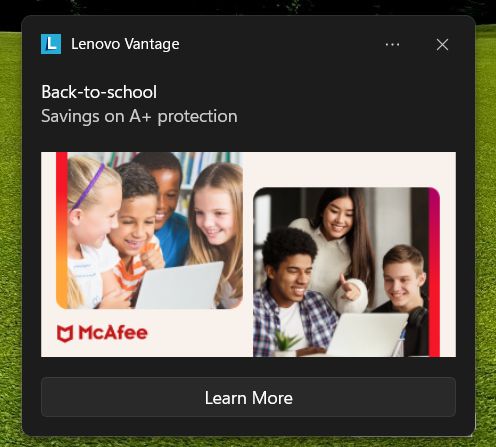 Lenovo Vantage
Back-to-school
Savings on A+ protection
McAfee
Learn More